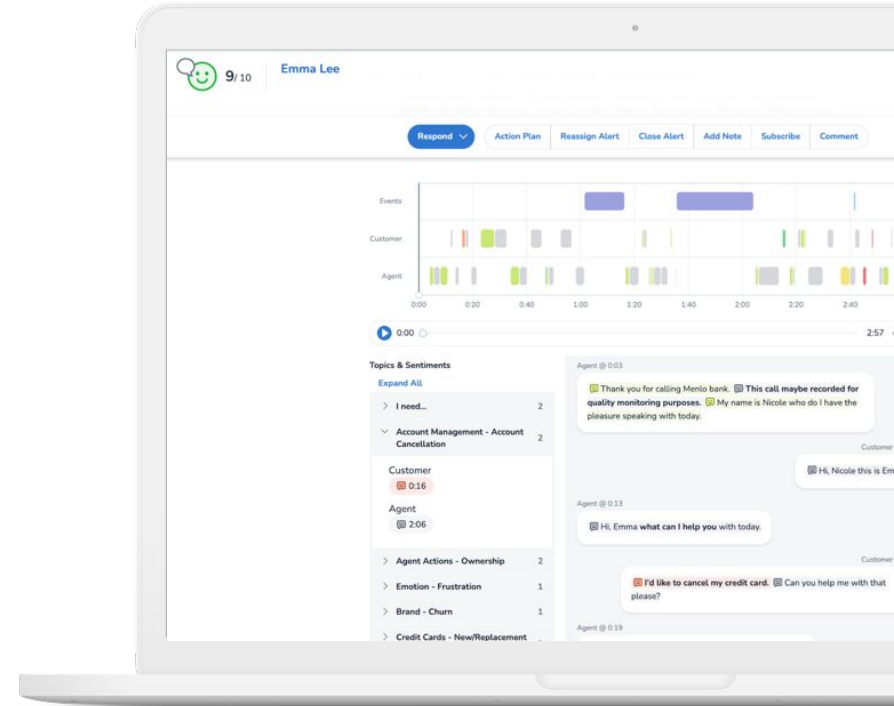 9/10
Emma Lee
Respond
Action Plan
Reassign Alert
Close Alert
Add Note
Subscribe
Comment
Events
Customer
Agent
0:00
0:20
0:40
1:00
1:20
1:40
2:00
2:20
2:40
0:00
2:57
Topics & Sentiments
Expand All
I need...
2
Account Management - Account
Cancellation
2
Customer
0:16
Agent
2:06
Agent Actions - Ownership
2
Emotion - Frustration
1
Brand - Churn
1
Credit Cards - New/Replacement
Agent @ 0:03
Thank you for calling Menlo bank. This call maybe recorded for
quality monitoring purposes. My name is Nicole who do I have the
pleasure speaking with today.
Customer
Hi, Nicole this is Em
Agent @ 0:13
Hi, Emma what can I help you with today.
Customer
I'd like to cancel my credit card. Can you help me with that
please?
Agent @ 0:19